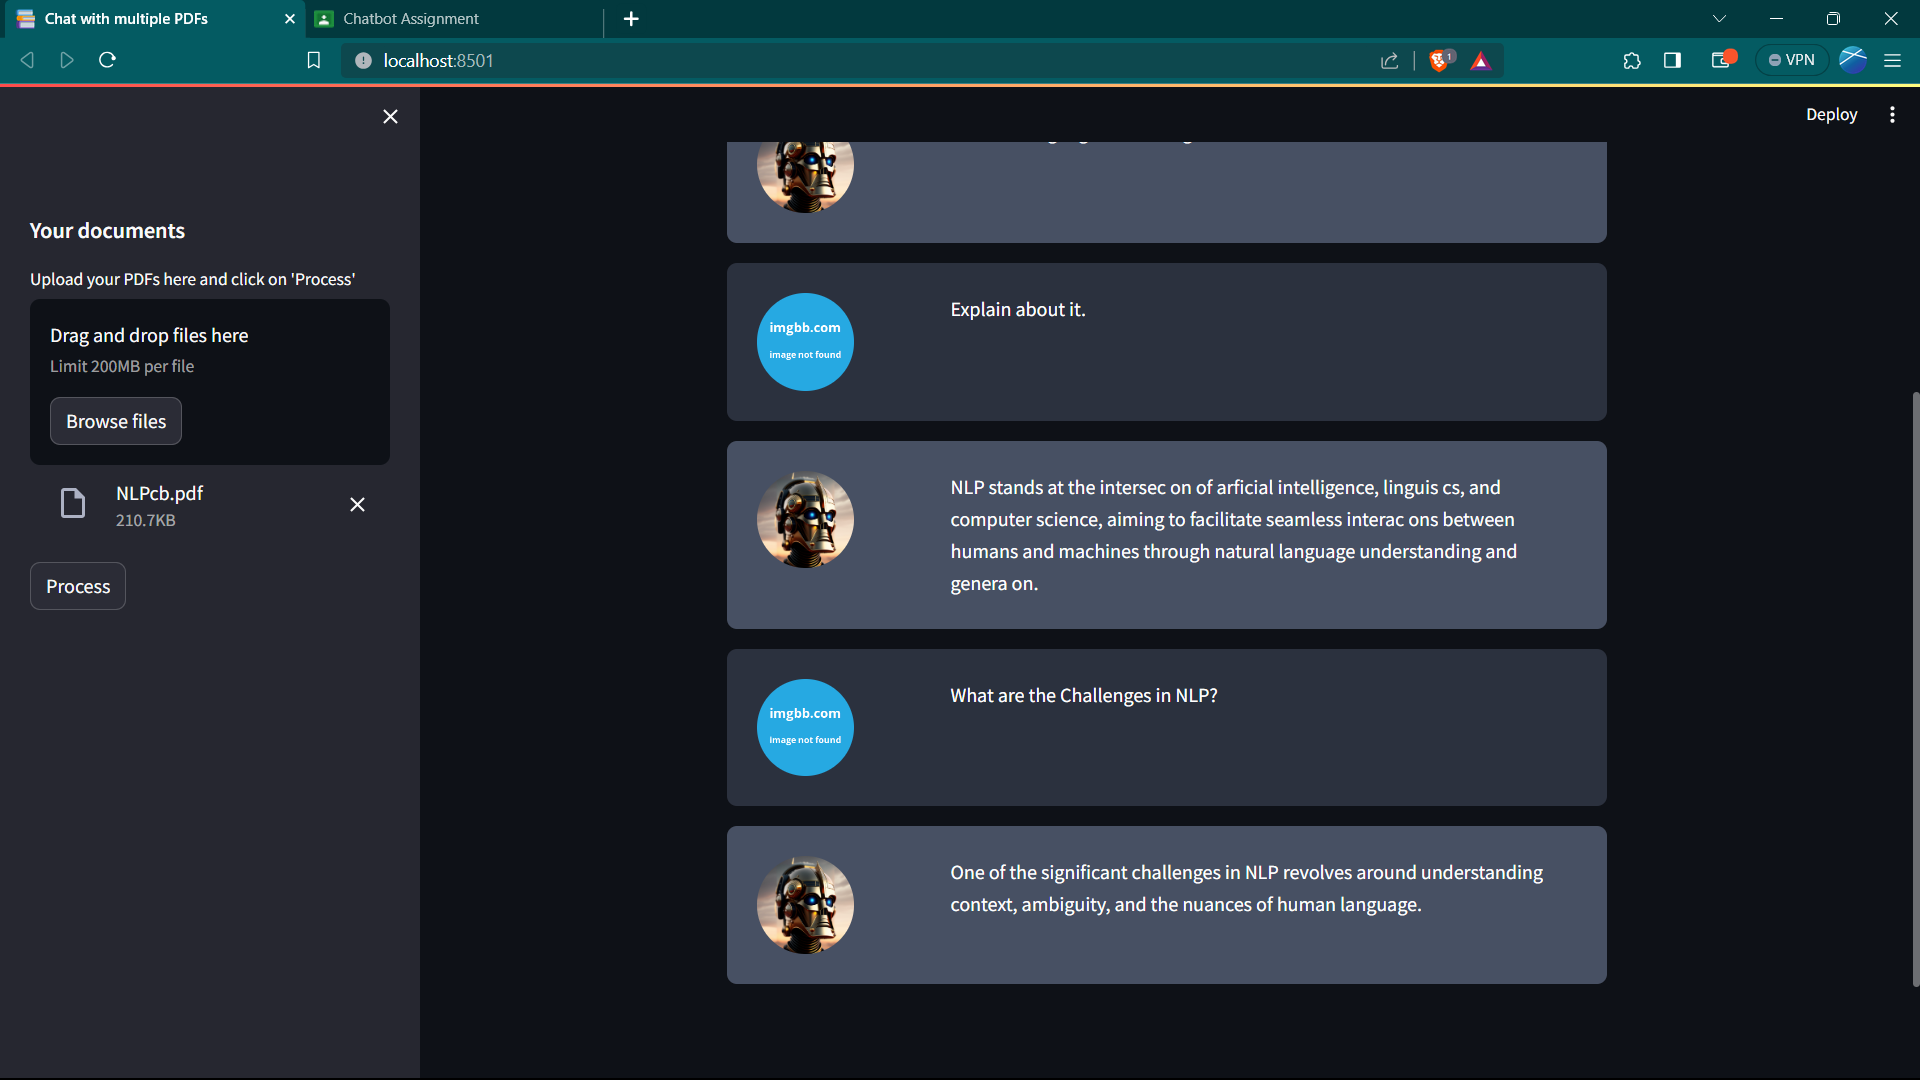 Chat with multiple PDFs
Chatbot Assignment
localhost:8501
1
VPN
Deploy
Your documents
Upload your PDFs here and click on 'Process'
Drag and drop files here
Limit 200MB per file
Browse files
NLPcb.pdf
210.7KB
Process
imgbb.com
image not found
Explain about it.
NLP stands at the intersec on of arficial intelligence, linguis cs, and
computer science, aiming to facilitate seamless interac ons between
humans and machines through natural language understanding and
genera on.
imgbb.com
image not found
What are the Challenges in NLP?
One of the significant challenges in NLP revolves around understanding
context, ambiguity, and the nuances of human language.